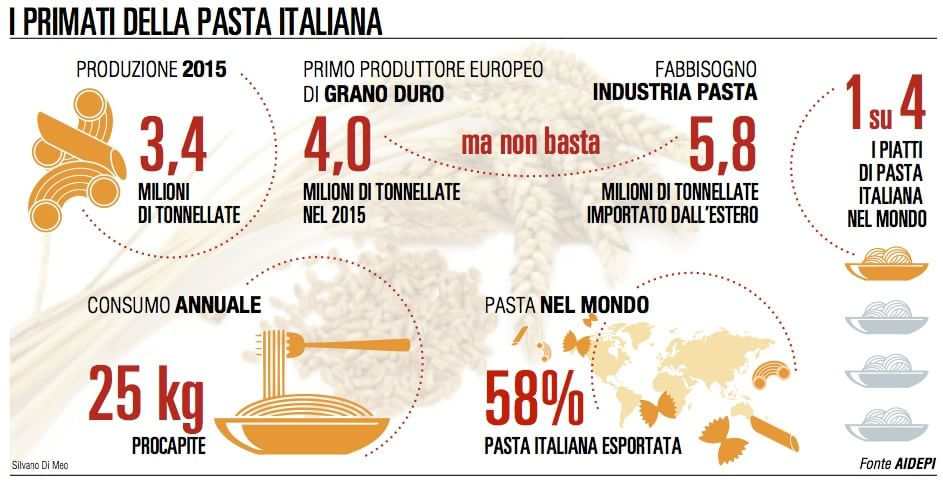 I PRIMATI DELLA PASTA ITALIANA
PRODUZIONE 2015
3,4
MILIONI
DI TONNELLATE
PRIMO PRODUTTORE EUROPEO
DI GRANO DURO
4,0
MILIONI DI TONNELLATE
NEL 2015
ma non basta
FABBISOGNO
INDUSTRIA PASTA
5,8
MILIONI DI TONNELLATE
IMPORTATO DALL'ESTERO
1 su 4
I PIATTI
DI PASTA
ITALIANA
NEL MONDO
CONSUMO ANNUALE
25 kg
PROCAPITE
PASTA NEL MONDO
58%
PASTA ITALIANA ESPORTATA
Silvano Di Meo
Fonte AIDEPI